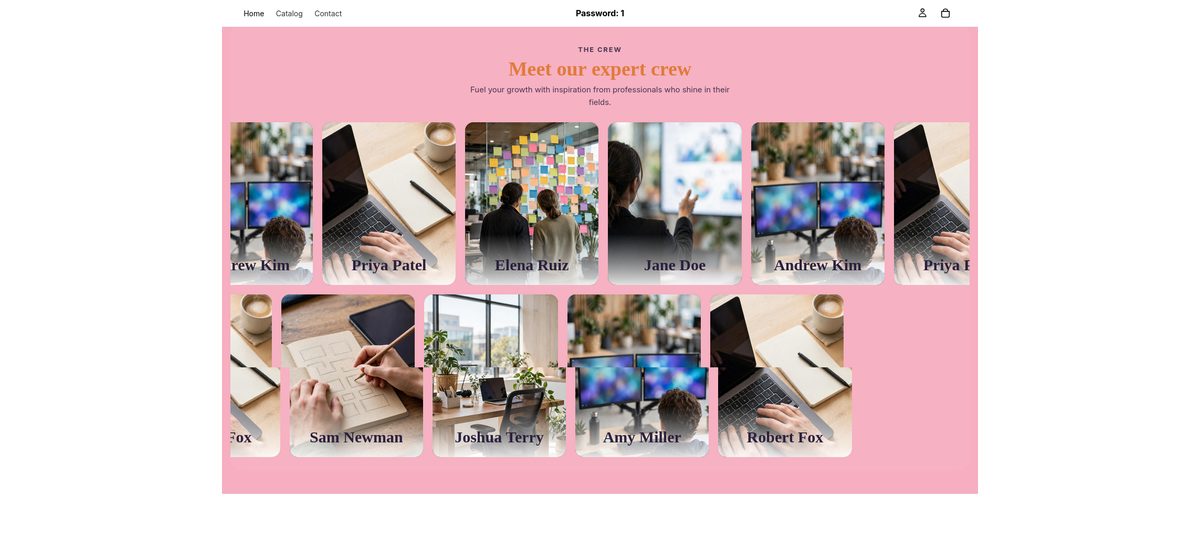 Home Catalog Contact Password: 1
THE CREW
Meet our expert crew
Fuel your growth with inspiration from professionals who shine in their
fields.
rew Kim Priya Patel Elena Ruiz Jane Doe Andrew Kim Priya P
Fox Sam Newman Joshua Terry Amy Miller Robert Fox